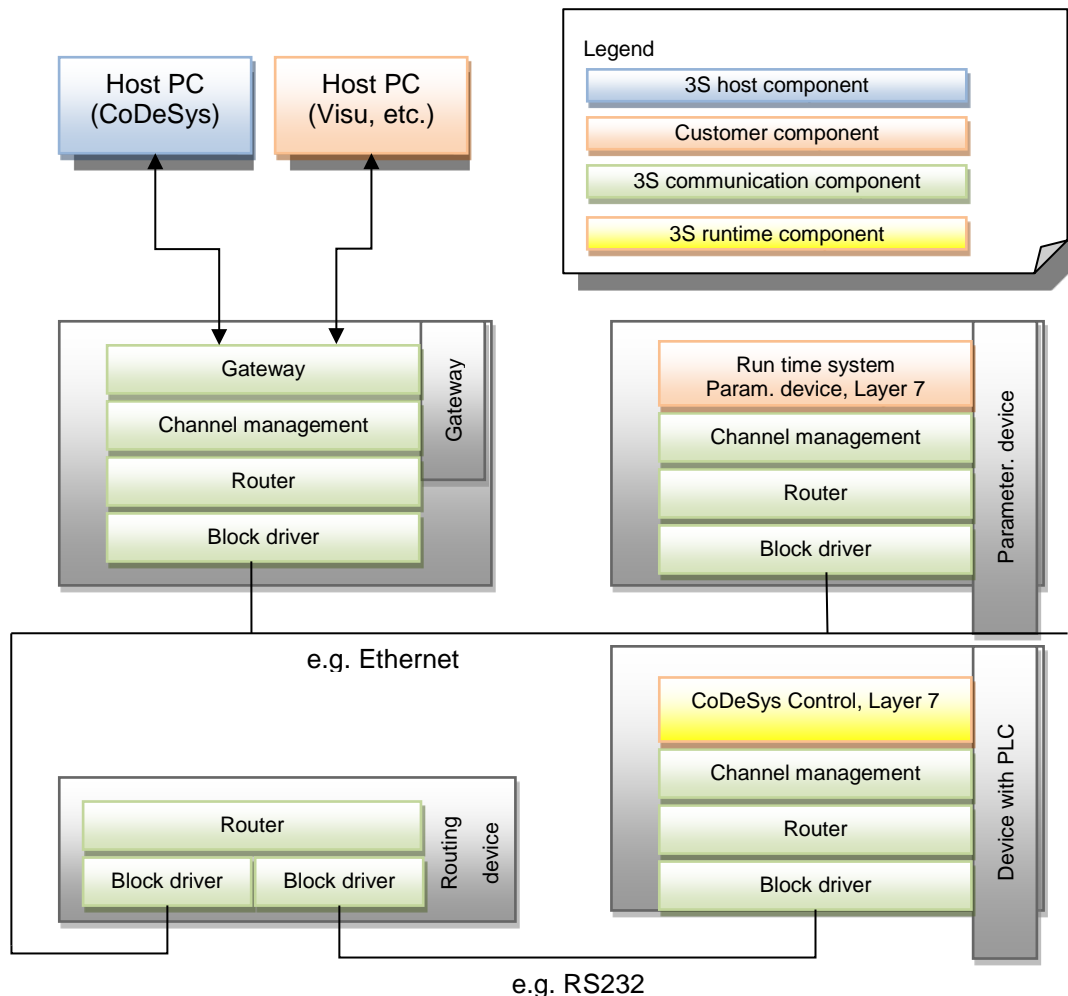 Host PC
(CoDeSys)
Host PC
(Visu, etc.)
Legend
3S host component
Customer component
3S communication component
3S runtime component
Gateway
Channel management
Router
Block driver
Gateway
Run time system
Param. device, Layer 7
Channel management
Router
Block driver
Parameter. device
e.g. Ethernet
CoDeSys Control, Layer 7
Channel management
Router
Block driver
Device with PLC
Router
Block driver
Block driver
Routing
device
e.g. RS232